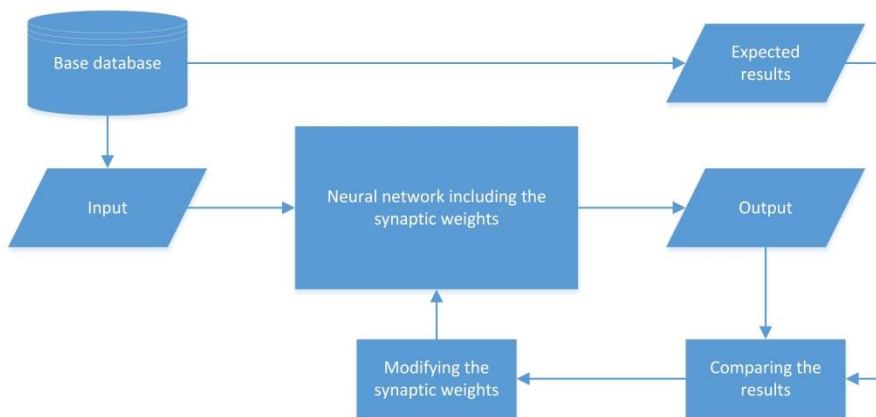 Base database
Expected
results
Input
Neural network including the
synaptic weights
Output
Modifying the
synaptic weights
Comparing the
results